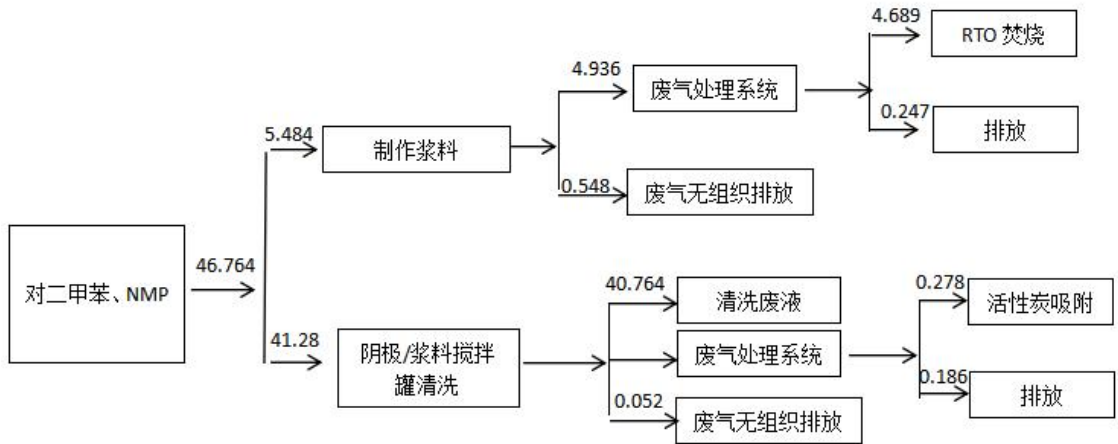 4.689
RTO 焚烧
4.936
废气处理系统
0.247
排放
5.484
制作浆料
0.548
废气无组织排放
对二甲苯、NMP
46.764
41.28
阴极/浆料搅拌
罐清洗
40.764
清洗废液
废气处理系统
0.052
废气无组织排放
0.278
活性炭吸附
0.186
排放